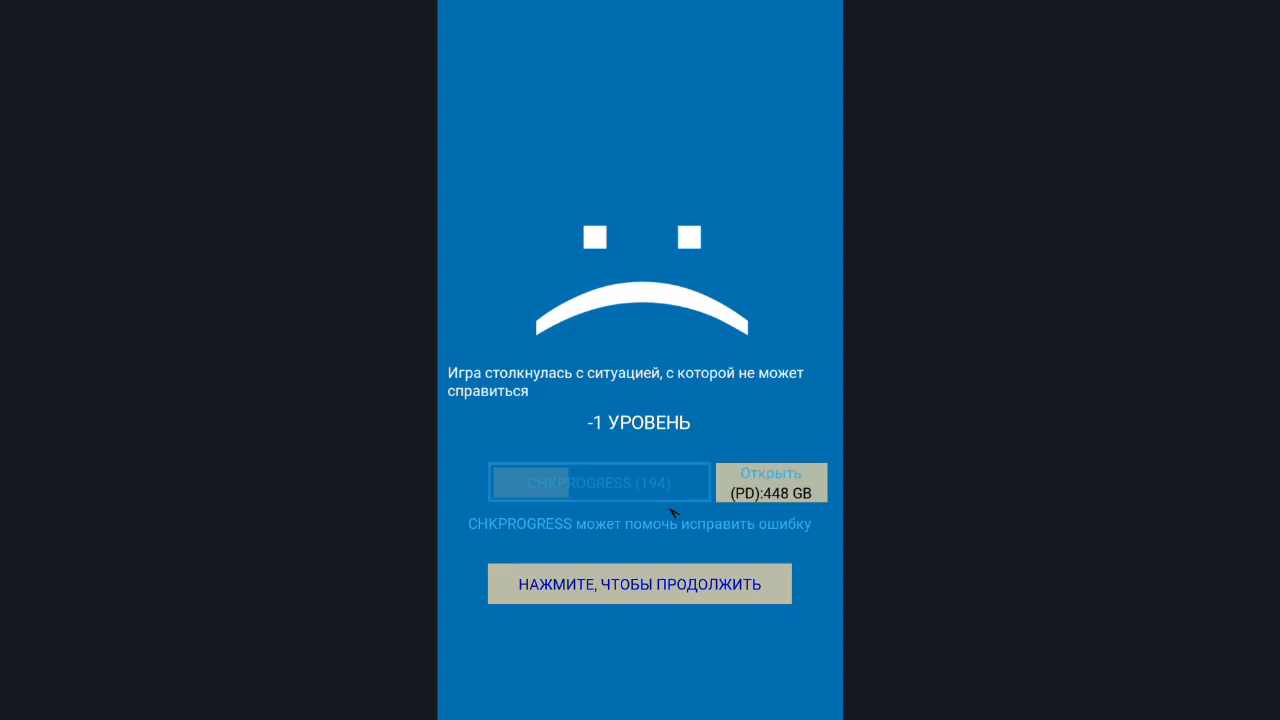 Игра столкнулась с ситуацией, с которой не может
справиться
-1 УРОВЕНЬ
CHKPROGRESS (194)
Открыть
(PD):448 GB
CHKPROGRESS может помочь исправить ошибку
НАЖМИТЕ, ЧТОБЫ ПРОДОЛЖИТЬ